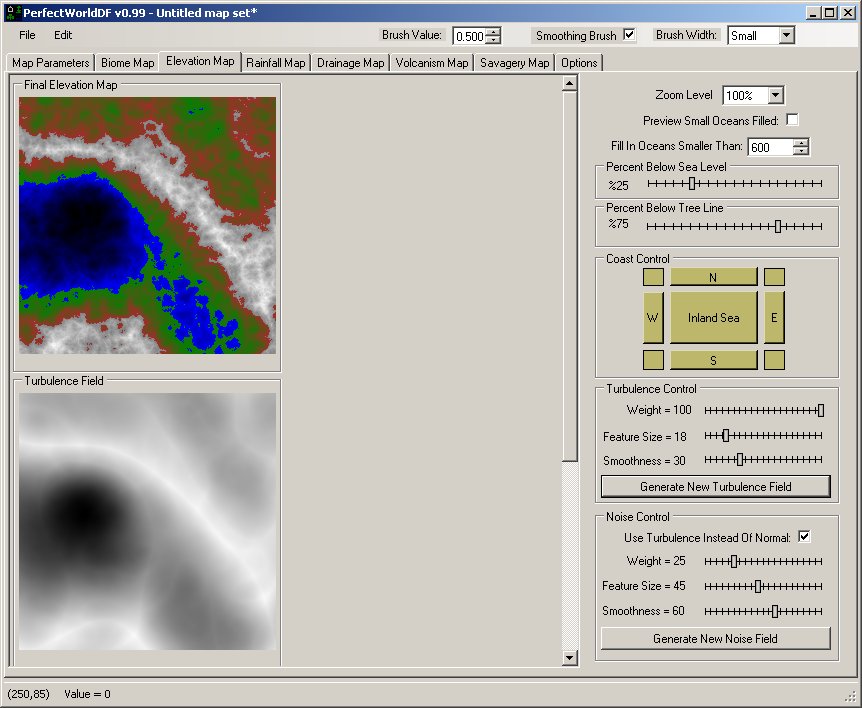 PerfectWorldDF v0.99 - Untitled map set*
File Edit Brush Value: 0.500 Smoothing Brush Brush Width: Small
Map Parameters Biome Map Elevation Map Rainfall Map Drainage Map Volcanism Map Savagery Map Options
Final Elevation Map
Zoom Level 100%
Preview Small Oceans Filled:
Fill In Oceans Smaller Than: 600
Percent Below Sea Level
%25
Percent Below Tree Line
%75
Coast Control
N
W Inland Sea E
S
Turbulence Field
Turbulence Control
Weight = 100
Feature Size = 18
Smoothness = 30
Generate New Turbulence Field
Noise Control
Use Turbulence Instead Of Normal:
Weight = 25
Feature Size = 45
Smoothness = 60
Generate New Noise Field
(250,85) Value = 0